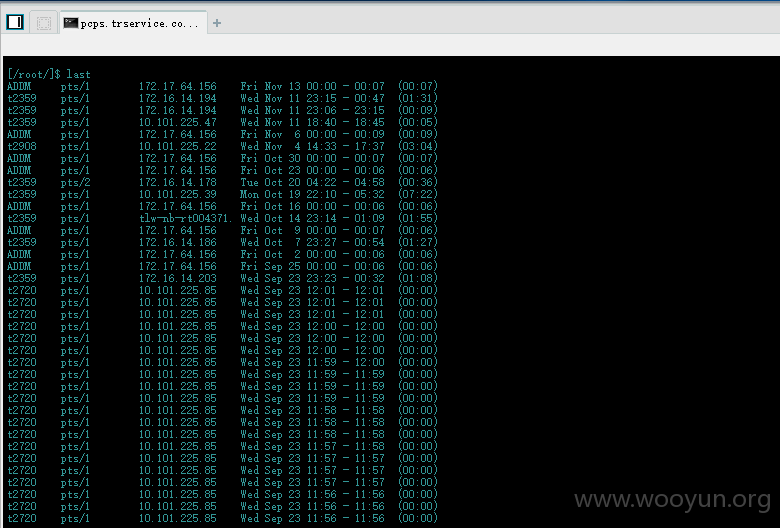 pcps.trservice.co...
[/root/]$ last
ADDM pts/1 172.17.64.156 Fri Nov 13 00:00 - 00:07 (00:07)
t2359 pts/1 172.16.14.194 Wed Nov 11 23:15 - 00:47 (01:31)
t2359 pts/1 172.16.14.194 Wed Nov 11 23:06 - 23:15 (00:09)
t2359 pts/1 10.101.225.47 Wed Nov 11 18:40 - 18:45 (00:05)
ADDM pts/1 172.17.64.156 Fri Nov 6 00:00 - 00:09 (00:09)
t2908 pts/1 10.101.225.22 Wed Nov 4 14:33 - 17:37 (03:04)
ADDM pts/1 172.17.64.156 Fri Oct 30 00:00 - 00:07 (00:07)
ADDM pts/1 172.17.64.156 Fri Oct 23 00:00 - 00:06 (00:06)
t2359 pts/2 172.16.14.178 Tue Oct 20 04:22 - 04:58 (00:36)
t2359 pts/1 10.101.225.39 Mon Oct 19 22:10 - 05:32 (07:22)
ADDM pts/1 172.17.64.156 Fri Oct 16 00:00 - 00:06 (00:06)
t2359 pts/1 tlw-nb-rt004371. Wed Oct 14 23:14 - 01:09 (01:55)
ADDM pts/1 172.17.64.156 Fri Oct 9 00:00 - 00:07 (00:06)
t2359 pts/1 172.16.14.186 Wed Oct 7 23:27 - 00:54 (01:27)
ADDM pts/1 172.17.64.156 Fri Oct 2 00:00 - 00:06 (00:06)
ADDM pts/1 172.17.64.156 Fri Sep 25 00:00 - 00:06 (00:06)
t2359 pts/1 172.16.14.203 Wed Sep 23 23:23 - 00:32 (01:08)
t2720 pts/1 10.101.225.85 Wed Sep 23 12:01 - 12:01 (00:00)
t2720 pts/1 10.101.225.85 Wed Sep 23 12:01 - 12:01 (00:00)
t2720 pts/1 10.101.225.85 Wed Sep 23 12:01 - 12:01 (00:00)
t2720 pts/1 10.101.225.85 Wed Sep 23 12:00 - 12:00 (00:00)
t2720 pts/1 10.101.225.85 Wed Sep 23 12:00 - 12:00 (00:00)
t2720 pts/1 10.101.225.85 Wed Sep 23 12:00 - 12:00 (00:00)
t2720 pts/1 10.101.225.85 Wed Sep 23 11:59 - 12:00 (00:00)
t2720 pts/1 10.101.225.85 Wed Sep 23 11:59 - 11:59 (00:00)
t2720 pts/1 10.101.225.85 Wed Sep 23 11:59 - 11:59 (00:00)
t2720 pts/1 10.101.225.85 Wed Sep 23 11:59 - 11:59 (00:00)
t2720 pts/1 10.101.225.85 Wed Sep 23 11:58 - 11:58 (00:00)
t2720 pts/1 10.101.225.85 Wed Sep 23 11:58 - 11:58 (00:00)
t2720 pts/1 10.101.225.85 Wed Sep 23 11:58 - 11:58 (00:00)
t2720 pts/1 10.101.225.85 Wed Sep 23 11:57 - 11:57 (00:00)
t2720 pts/1 10.101.225.85 Wed Sep 23 11:57 - 11:57 (00:00)
t2720 pts/1 10.101.225.85 Wed Sep 23 11:57 - 11:57 (00:00)
t2720 pts/1 10.101.225.85 Wed Sep 23 11:57 - 11:57 (00:00)
t2720 pts/1 10.101.225.85 Wed Sep 23 11:56 - 11:56 (00:00)
t2720 pts/1 10.101.225.85 Wed Sep 23 11:56 - 11:56 (00:00)
t2720 pts/1 10.101.225.85 Wed Sep 23 11:56 - 11:56 (00:00)
www.wooyun.org